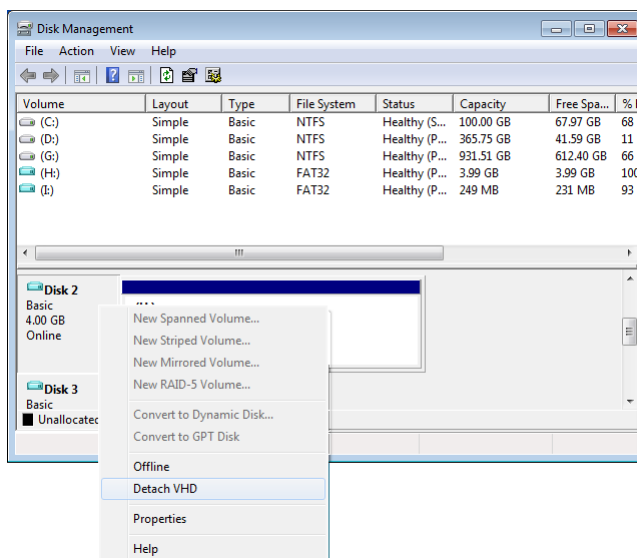 Disk Management
File Action View Help
Volume Layout Type File System Status Capacity Free Spa... %
(C:) Simple Basic NTFS Healthy (S... 100.00 GB 67.97 GB 68
(D:) Simple Basic NTFS Healthy (P... 365.75 GB 41.59 GB 11
(G:) Simple Basic NTFS Healthy (P... 931.51 GB 612.40 GB 66
(H:) Simple Basic FAT32 Healthy (P... 3.99 GB 3.99 GB 100
(I:) Simple Basic FAT32 Healthy (P... 249 MB 231 MB 93
Disk 2
Basic
4.00 GB
Online
New Spanned Volume...
New Striped Volume...
New Mirrored Volume...
New RAID-5 Volume...
Convert to Dynamic Disk...
Convert to GPT Disk
Offline
Detach VHD
Properties
Help
Disk 3
Basic
Unallocated